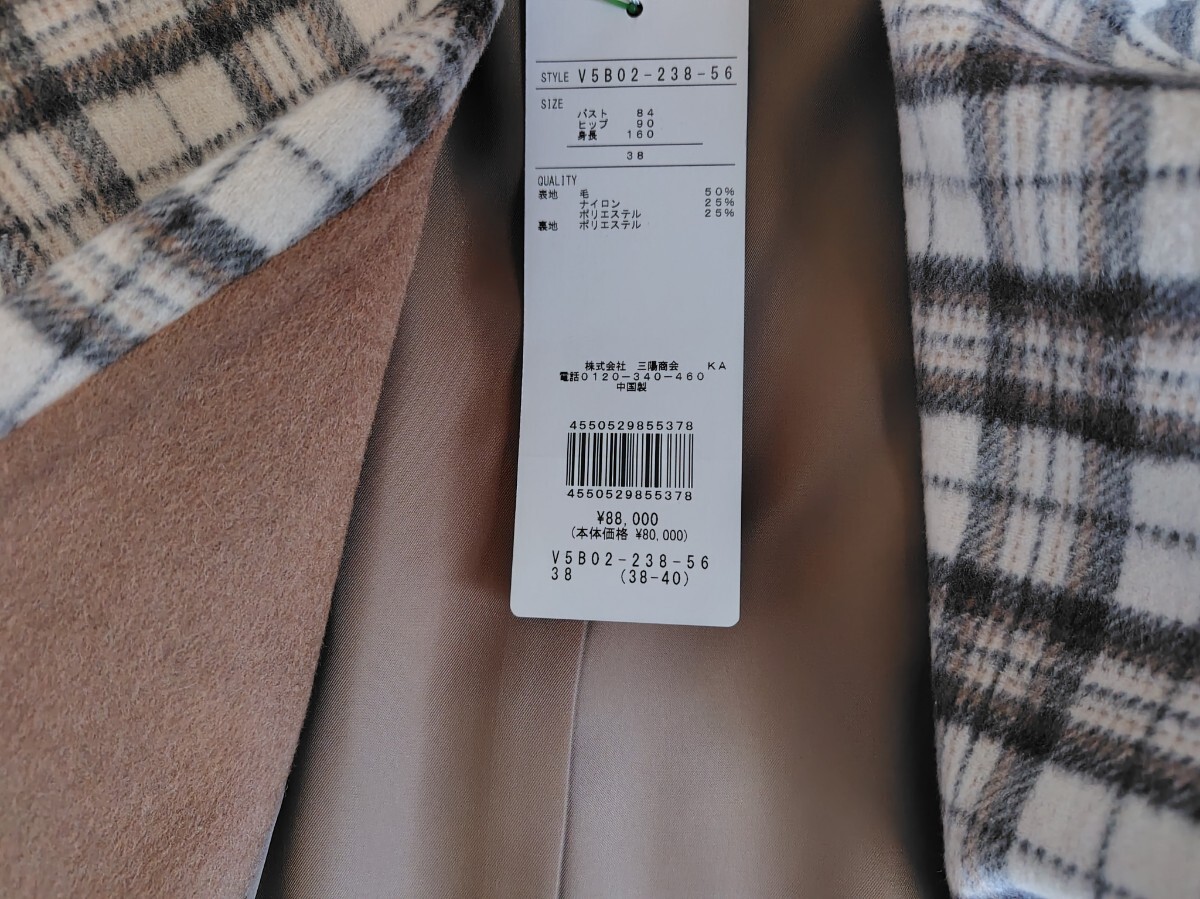 STYLE V5B02-238-56
SIZE
バスト 84
ヒップ 90
身長 160
38
QUALITY
表地 毛 50%
ナイロン 25%
ポリエステル 25%
裏地 ポリエステル
株式会社 三陽商会 KA
電話0120-340-460
中国製
4550529855378
4550529855378
¥88,000
(本体価格 ¥80,000)
V5B02-238-56
38 (38-40)